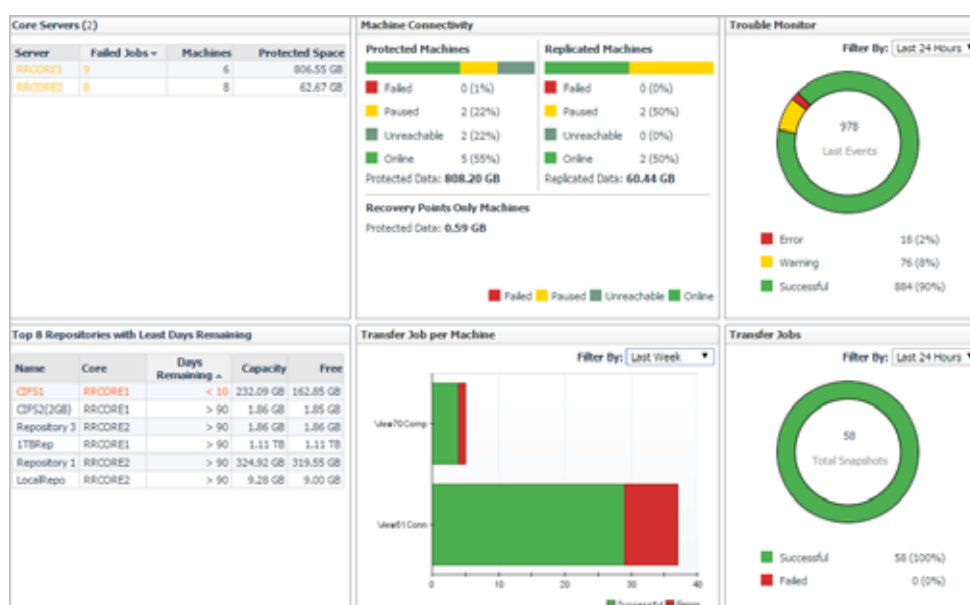 Core Servers (2)
Server Failed Jobs Machines Protected Space
RRCORE1 9 6 806.55 GB
RRCORE2 8 8 62.67 GB
Machine Connectivity
Protected Machines
Failed 0 (1%)
Paused 2 (22%)
Unreachable 2 (22%)
Online 5 (55%)
Protected Data: 808.20 GB
Replicated Machines
Failed 0 (0%)
Paused 2 (50%)
Unreachable 0 (0%)
Online 2 (50%)
Replicated Data: 60.44 GB
Recovery Points Only Machines
Protected Data: 0.59 GB
Failed Paused Unreachable Online
Trouble Monitor
Filter By: Last 24 Hours
978
Last Events
Error 18 (2%)
Warning 76 (8%)
Successful 884 (90%)
Top 8 Repositories with Least Days Remaining
Name Core Days Remaining Capacity Free
CIFS1 RRCORE1 < 10 232.09 GB 162.85 GB
CIFS2(2GB) RRCORE1 > 90 1.86 GB 1.85 GB
Repository 3 RRCORE2 > 90 1.86 GB 1.86 GB
1TBRep RRCORE1 > 90 1.11 TB 1.11 TB
Repository 1 RRCORE2 > 90 324.92 GB 319.55 GB
LocalRepo RRCORE2 > 90 9.28 GB 9.00 GB
Transfer Job per Machine
Filter By: Last Week
View70Comp
View61Conn
0 10 20 30 40
Successful Errors
Transfer Jobs
Filter By: Last 24 Hours
58
Total Snapshots
Successful 58 (100%)
Failed 0 (0%)